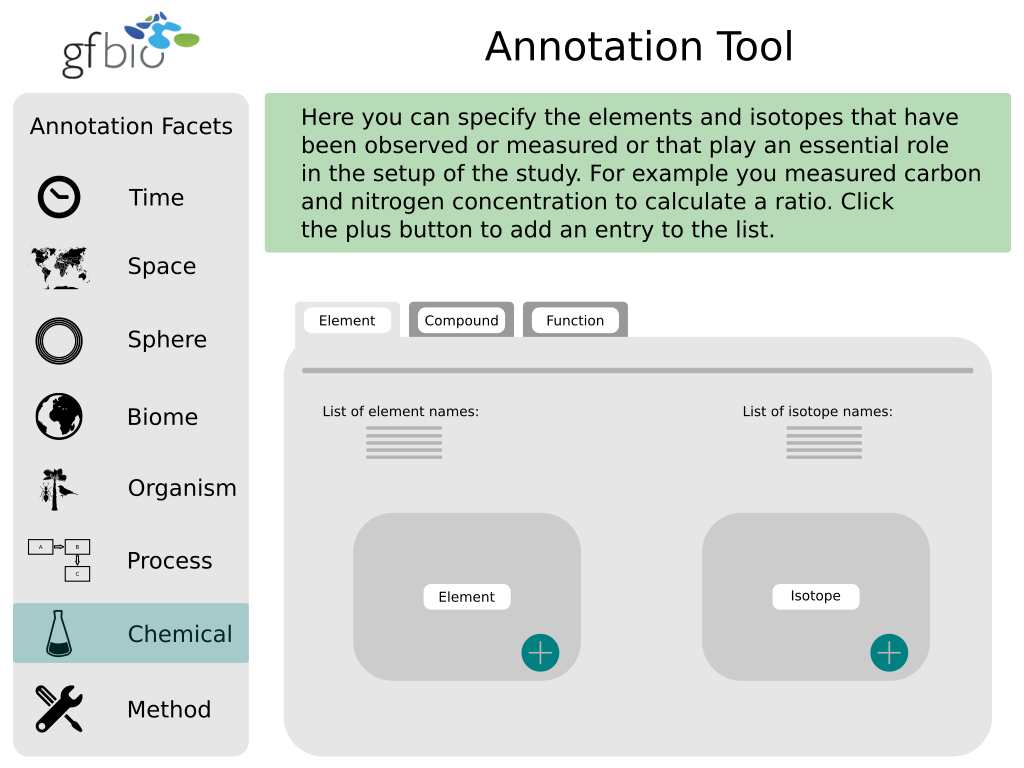 gfbio
Annotation Tool
Annotation Facets
Time
Space
Sphere
Biome
Organism
A
B
C
Process
Chemical
Method
Here you can specify the elements and isotopes that have
been observed or measured or that play an essential role
in the setup of the study. For example you measured carbon
and nitrogen concentration to calculate a ratio. Click
the plus button to add an entry to the list.
Element
Compound
Function
List of element names:
List of isotope names:
Element
Isotope